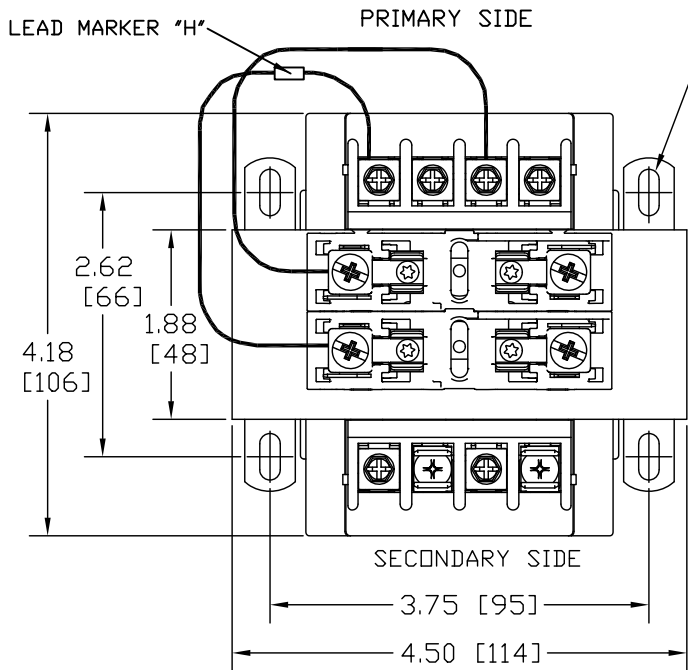 PRIMARY SIDE
LEAD MARKER "H"
2.62
[66]
1.88
[48]
4.18
[106]
SECONDARY SIDE
3.75 [95]
4.50 [114]